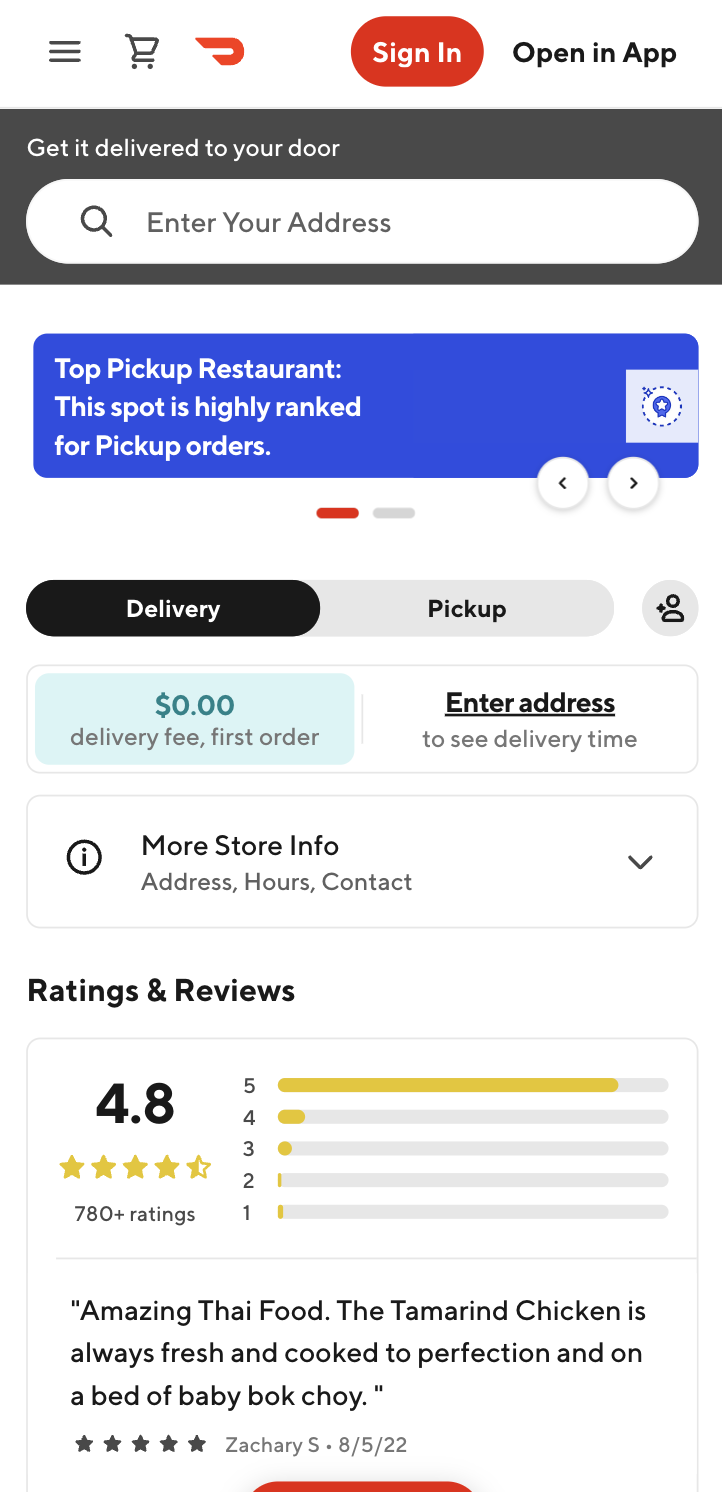 Sign In
Open in App
Get it delivered to your door
Enter Your Address
Top Pickup Restaurant:
This spot is highly ranked
for Pickup orders.
Delivery
Pickup
$0.00
delivery fee, first order
Enter address
to see delivery time
More Store Info
Address, Hours, Contact
Ratings & Reviews
4.8
780+ ratings
5
4
3
2
1
"Amazing Thai Food. The Tamarind Chicken is
always fresh and cooked to perfection and on
a bed of baby bok choy. "
Zachary S • 8/5/22